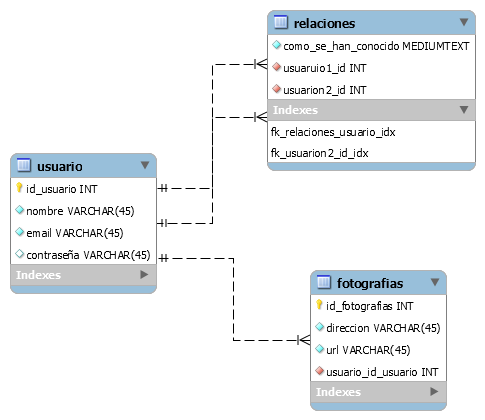 relaciones
como_se_han_conocido MEDIUMTEXT
usuaruio1_id INT
usuarion2_id INT
Indexes
fk_relaciones_usuario_idx
fk_usuarion2_id_idx
usuario
id_usuario INT
nombre VARCHAR(45)
email VARCHAR(45)
contraseña VARCHAR(45)
Indexes
fotografias
id_fotografias INT
direccion VARCHAR(45)
url VARCHAR(45)
usuario_id_usuario INT
Indexes